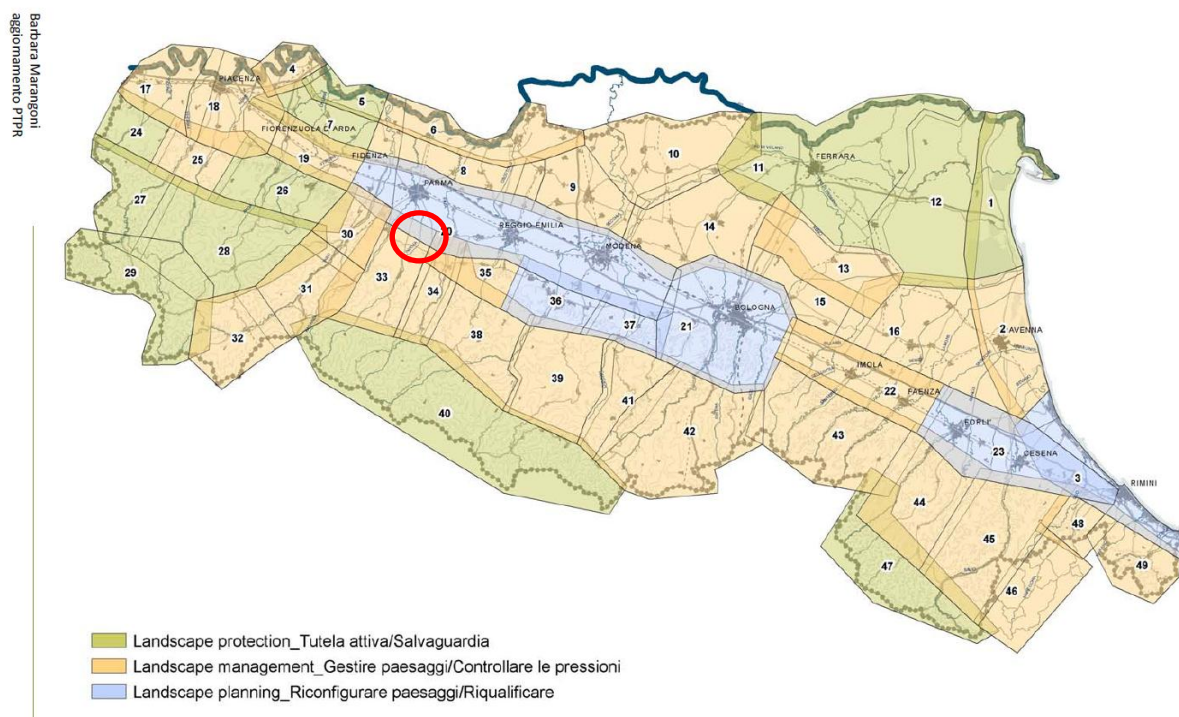 Barbara Marangoni
aggiornamento PTPR
PIACENZA
4
17
18
5
7
6
24
FIORENZUOLA D'ARDA
25
19
FIDENZA
8
10
11
FERRARA
27
26
PARMA
9
12
1
28
30
20
REGGIO EMILIA
14
MODENA
29
33
35
13
31
34
36
15
32
38
37
21
BOLOGNA
16
2
AVENNA
39
IMOLA
40
41
22
FAENZA
42
43
FORLI'
23
CESENA
3
RIMINI
44
48
45
49
47
46
Landscape protection_Tutela attiva/Salvaguardia
Landscape management_Gestire paesaggi/Controllare le pressioni
Landscape planning_Riconfigurare paesaggi/Riqualificare